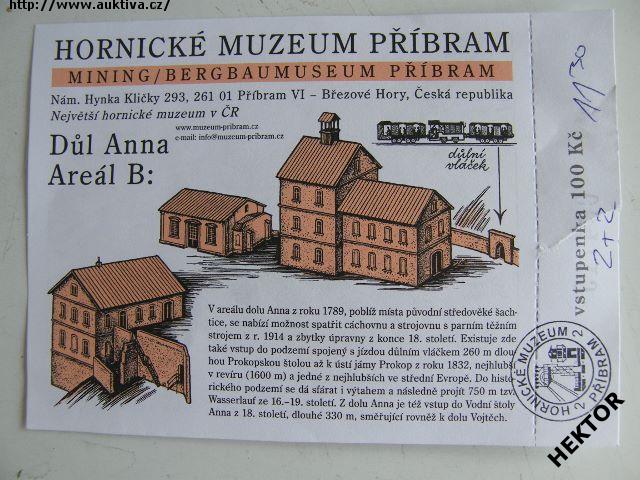 http://www.auktiva.cz/
HORNICKÉ MUZEUM PŘÍBRAM
MINING/BERGBAUMUSEUM PŘÍBRAM
Nám. Hynka Kličky 293, 261 01 Příbram VI – Březové Hory, Česká republika
Největší hornické muzeum v ČR
www.muzeum-pribram.cz
e-mail: info@muzeum-pribram.cz
Důl Anna
Areál B:
důlní
vláček
V areálu dolu Anna z roku 1789, poblíž místa původní středověké šach-
tice, se nabízí možnost spatřit cáchovnu a strojovnu s parním těžním
strojem z r. 1914 a zbytky úpravny z konce 18. století. Existuje zde
také vstup do podzemí spojený s jízdou důlním vláčkem 260 m dlou-
hou Prokopskou štolou až k ústí jámy Prokop z roku 1832, nejhlubší
v revíru (1600 m) a jedné z nejhlubších ve střední Evropě. Do histo-
rického podzemí se dá sfárat i výtahem a následně projít 750 m tzv.
Wasserlauf ze 16.–19. století. Z dolu Anna je též vstup do Vodní štoly
Anna z 18. století, dlouhé 330 m, směřující rovněž k dolu Vojtěch.
vstupenka 100 Kč
11 30
2+2
HORNICKÉ MUZEUM 2 PŘÍBRAM 2
HEKTOR